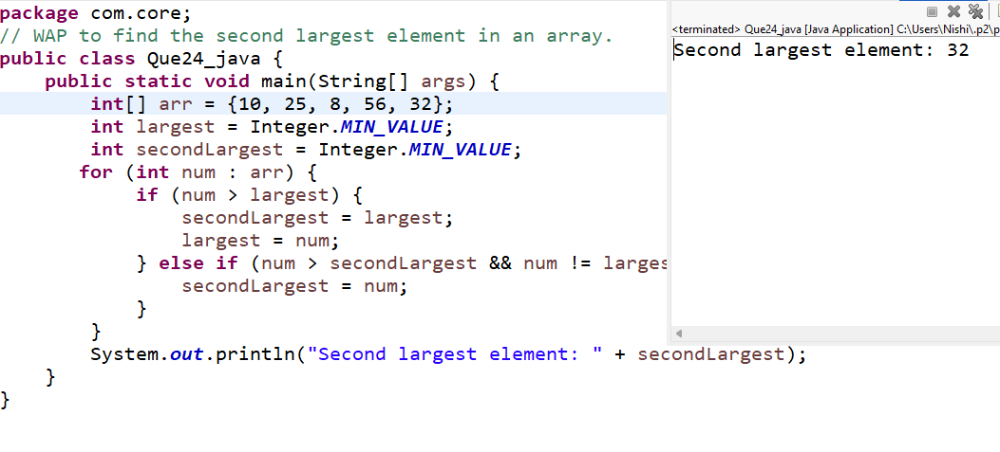 package com.core;
// WAP to find the second largest element in an array.
public class Que24_java {
    public static void main(String[] args) {
        int[] arr = {10, 25, 8, 56, 32};
        int largest = Integer.MIN_VALUE;
        int secondLargest = Integer.MIN_VALUE;
       for (int num : arr) {
            if (num > largest) {
                secondLargest = largest;
                largest = num;
            } else if (num > secondLargest && num != larges
                secondLargest = num;
            }
        }
        System.out.println("Second largest element: " + secondLargest);
    }
}
<terminated> Que24_java [Java Application] C:\Users\Nishi\.p2\p
Second largest element: 32